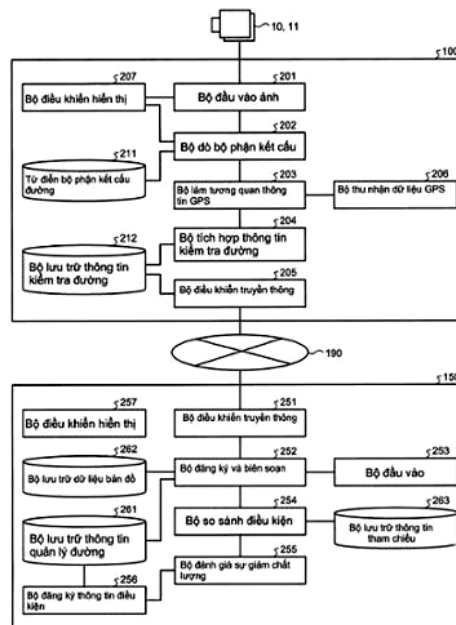 10, 11
100
207
201
Bộ điều khiển hiển thị
Bộ đầu vào ảnh
202
Bộ dò bộ phận kết cấu
211
Từ điển bộ phận kết cấu
đường
203
206
Bộ làm tương quan thông
tin GPS
Bộ thu nhận dữ liệu GPS
204
212
Bộ tích hợp thông tin
kiểm tra đường
Bộ lưu trữ thông tin
kiểm tra đường
205
Bộ điều khiển truyền thông
190
150
257
251
Bộ điều khiển hiển thị
Bộ điều khiển truyền thông
262
252
253
Bộ lưu trữ dữ liệu bản đồ
Bộ đăng ký và biên soạn
Bộ đầu vào
261
254
263
Bộ lưu trữ thông tin
quản lý đường
Bộ so sánh điều kiện
Bộ lưu trữ thông tin
tham chiếu
255
256
Bộ đánh giá sự giảm chất
lượng
Bộ đăng ký thông tin điều
kiện